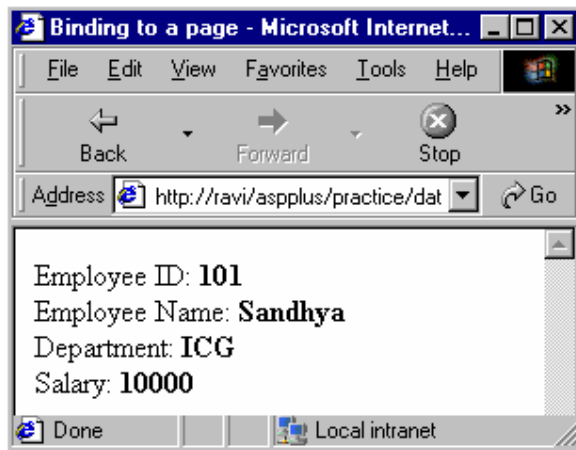 Binding to a page - Microsoft Internet...
File Edit View Favorites Tools Help
Back Forward Stop »
Address http://ravi/aspplus/practice/dat Go
Employee ID: 101
Employee Name: Sandhya
Department: ICG
Salary: 10000
Done Local intranet